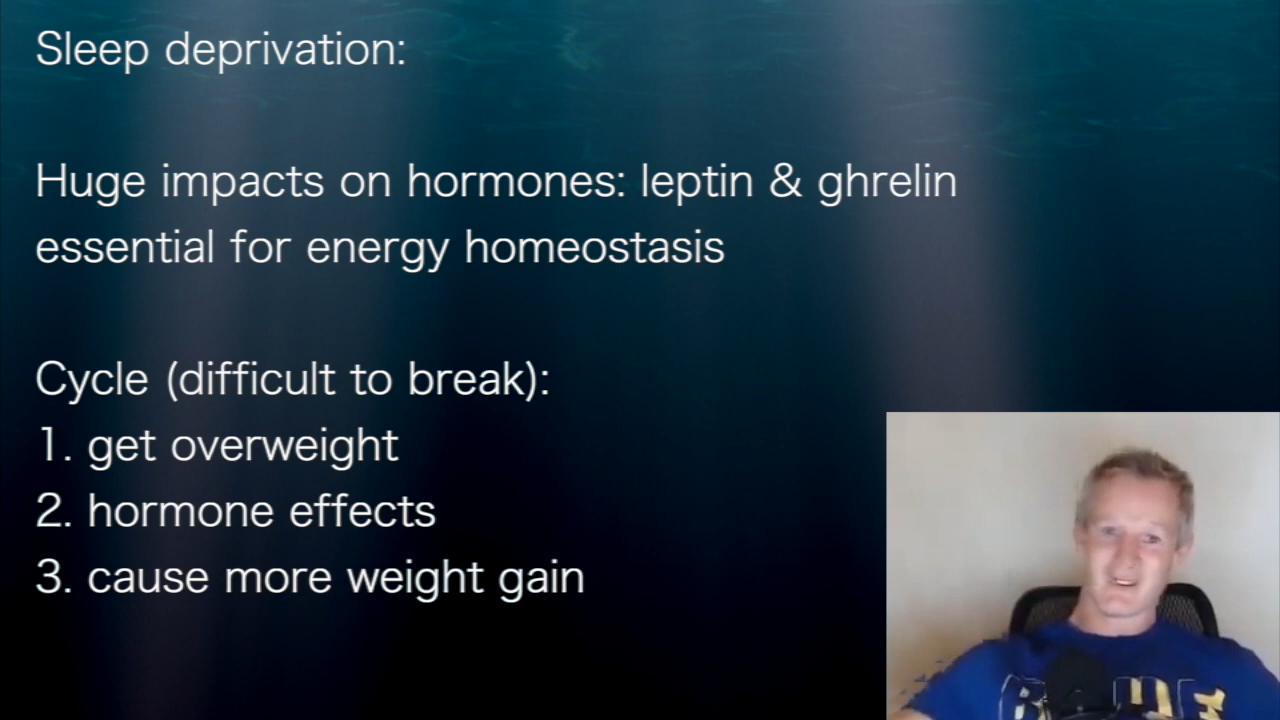 Sleep deprivation:
Huge impacts on hormones: leptin & ghrelin
essential for energy homeostasis
Cycle (difficult to break):
1. get overweight
2. hormone effects
3. cause more weight gain